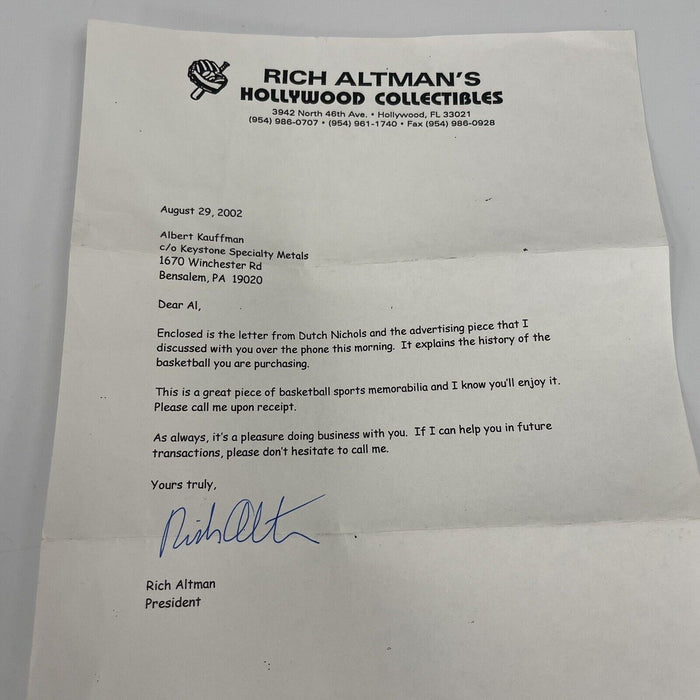 RICH ALTMAN'S
HOLLYWOOD COLLECTIBLES
3942 North 46th Ave. • Hollywood, FL 33021
(954) 986-0707 • (954) 961-1740 • Fax (954) 986-0928
August 29, 2002
Albert Kauffman
c/o Keystone Specialty Metals
1670 Winchester Rd
Bensalem, PA 19020
Dear Al,
Enclosed is the letter from Dutch Nichols and the advertising piece that I
discussed with you over the phone this morning. It explains the history of the
basketball you are purchasing.
This is a great piece of basketball sports memorabilia and I know you'll enjoy it.
Please call me upon receipt.
As always, it's a pleasure doing business with you. If I can help you in future
transactions, please don't hesitate to call me.
Yours truly,
Rich Alt
Rich Altman
President